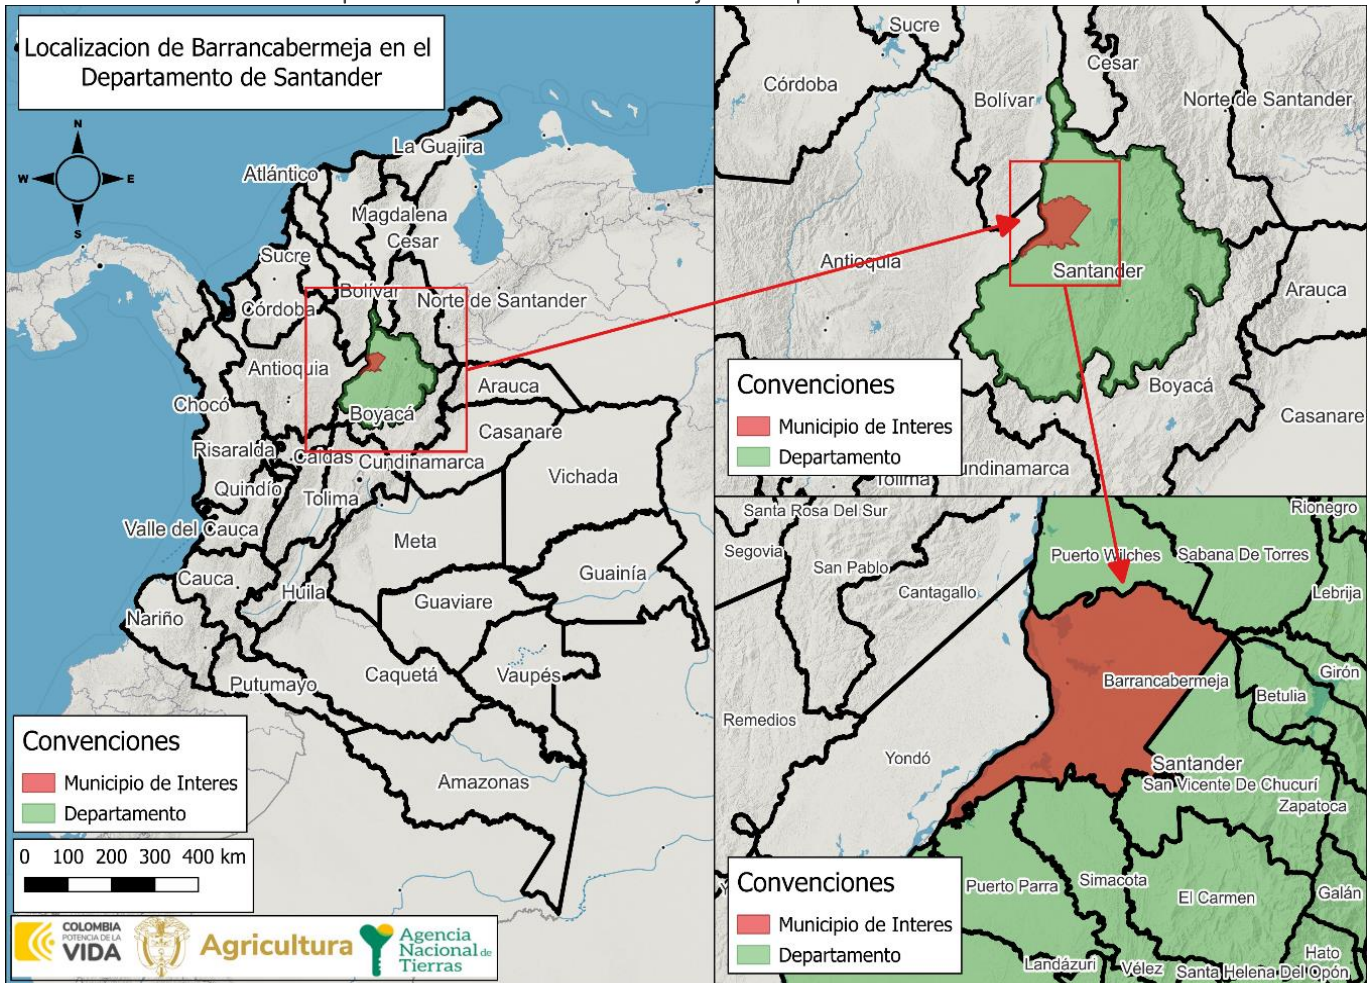 Localizacion de Barrancabermeja en el
Departamento de Santander
N
W
E
S
La Guajira
Atlántico
Magdalena
Cesar
Sucre
Bolívar
Norte de Santander
Córdoba
Antioquia
Arauca
Chocó
Boyacá
Casanare
Risaralda
Caldas
Cundinamarca
Vichada
Quindío
Tolima
Valle del Cauca
Meta
Cauca
Guainía
Huila
Guaviare
Nariño
Caquetá
Vaupés
Putumayo
Amazonas
Convenciones
Municipio de Interes
Departamento
0 100 200 300 400 km
COLOMBIA
POTENCIA DE LA
VIDA
Agricultura
Agencia
Nacional de
Tierras
Sucre
Cesar
Córdoba
Bolívar
Norte de Santander
Antioquia
Santander
Arauca
Boyacá
Casanare
undinamarca
Tolima
Convenciones
Municipio de Interes
Departamento
Santa Rosa Del Sur
Rionegro
Segovia
Puerto Wilches
Sabana De Torres
San Pablo
Cantagallo
Lebrija
Girón
Barrancabermeja
Betulia
Remedios
Yondó
Santander
San Vicente De Chucurí
Zapatoca
Puerto Parra
Simacota
El Carmen
Galán
Hato
Landázuri
Vélez
Santa Helena Del Opón
Convenciones
Municipio de Interes
Departamento